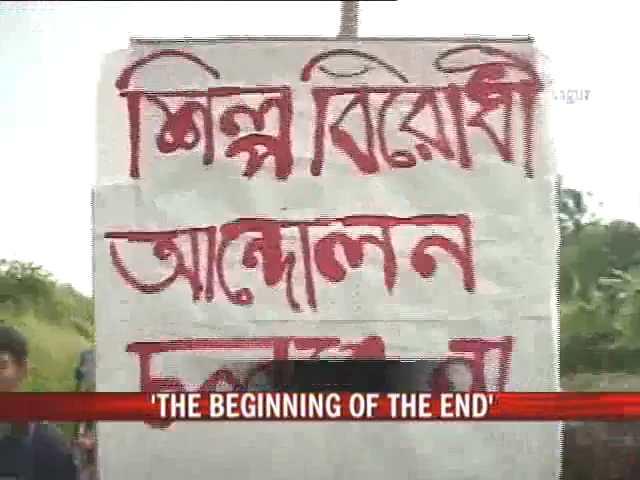 শিল্প বিরোধী
আন্দোলন
'THE BEGINNING OF THE END'